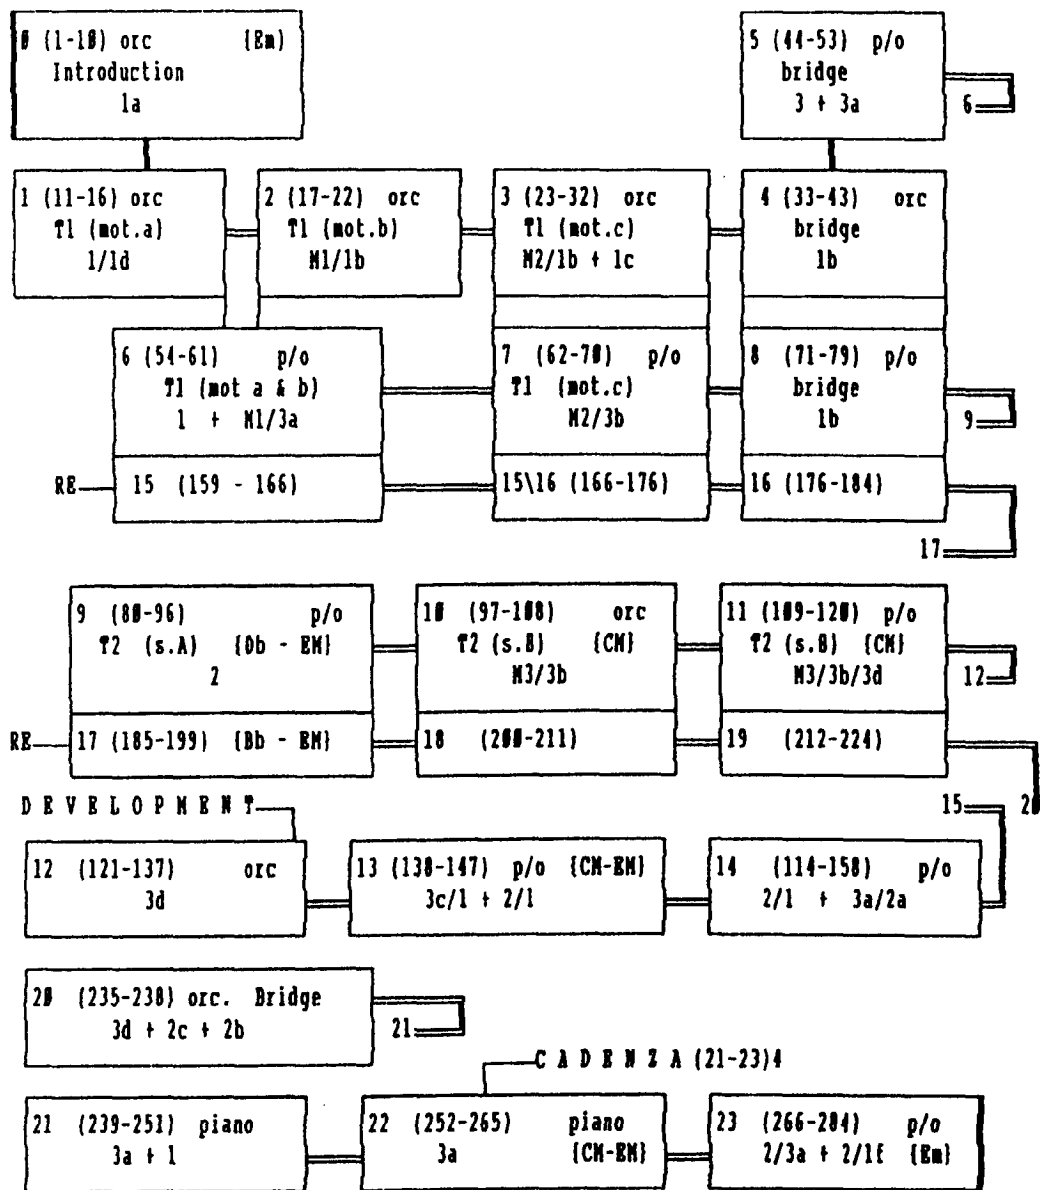 0 (1-10) orc {Em}
Introduction
1a
5 (44-53) p/o
bridge
3 + 3a
6
1 (11-16) orc
T1 (mot.a)
1/1d
2 (17-22) orc
T1 (mot.b)
M1/1b
3 (23-32) orc
T1 (mot.c)
M2/1b + 1c
4 (33-43) orc
bridge
1b
6 (54-61) p/o
T1 (mot a & b)
1 + M1/3a
7 (62-70) p/o
T1 (mot.c)
M2/3b
8 (71-79) p/o
bridge
1b
9
RE
15 (159 - 166)
15\16 (166-176)
16 (176-184)
17
9 (80-96) p/o
T2 (s.A) {Db - EM}
2
10 (97-108) orc
T2 (s.B) {CM}
M3/3b
11 (109-120) p/o
T2 (s.B) {CM}
M3/3b/3d
12
RE
17 (185-199) {Bb - EM}
18 (200-211)
19 (212-224)
20
D E V E L O P M E N T
15
12 (121-137) orc
3d
13 (138-147) p/o {CM-EM}
3c/1 + 2/1
14 (114-158) p/o
2/1 + 3a/2a
20 (235-238) orc. Bridge
3d + 2c + 2b
21
C A D E N Z A (21-23)4
21 (239-251) piano
3a + 1
22 (252-265) piano
3a {CM-EM}
23 (266-284) p/o
2/3a + {Em}